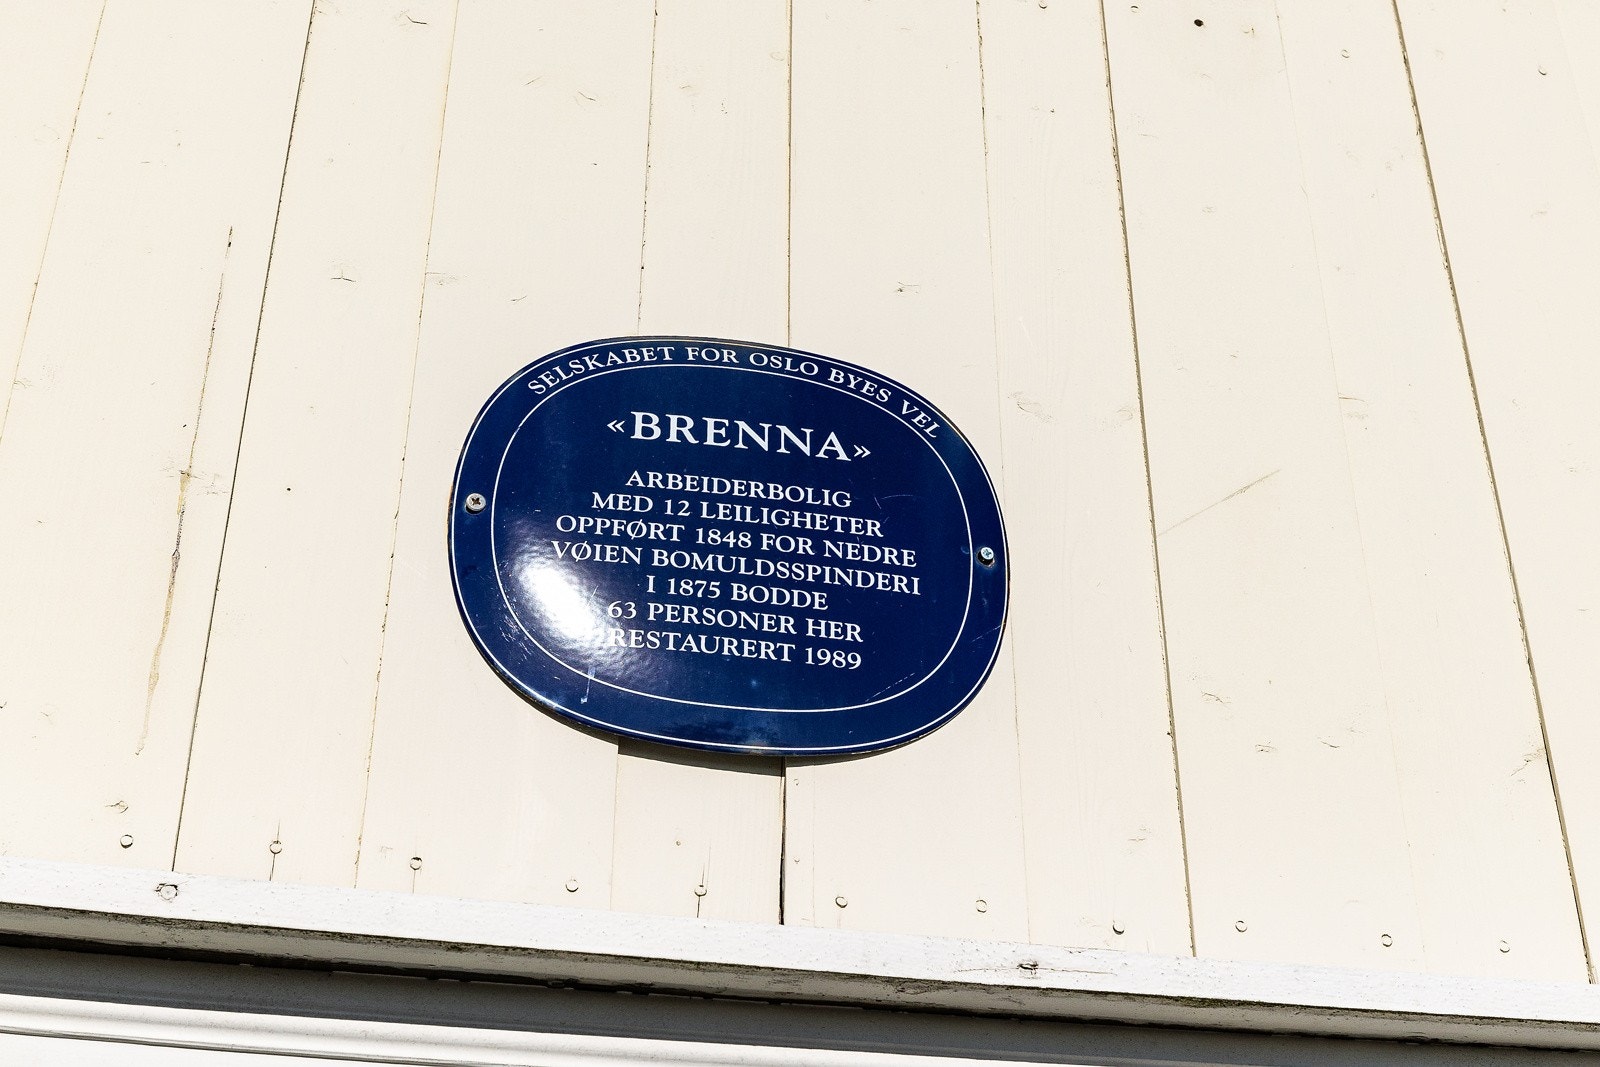 SELSKABET FOR OSLO BYES VEL
«BRENNA»
ARBEIDERBOLIG
MED 12 LEILIGHETER
OPPFØRT 1848 FOR NEDRE
VØIEN BOMULDSSPINDERI
I 1875 BODDE
63 PERSONER HER
RESTAURERT 1989